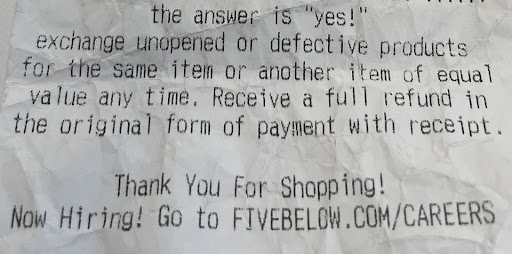 the answer is "yes!"
exchange unopened or defective products
for the same item or another item of equal
value any time. Receive a full refund in
the original form of payment with receipt.
Thank You For Shopping!
Now Hiring! Go to FIVEBELOW.COM/CAREERS